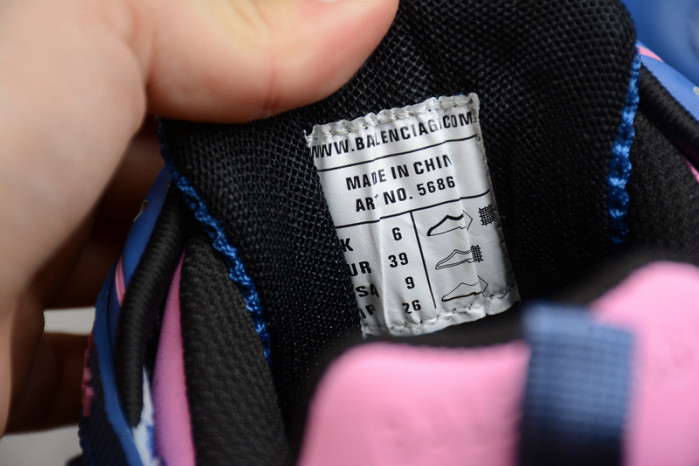 WWW.BALENCIAGA.COM
MADE IN CHIN
ART NO. 5686
K 6
UR 39
SA 9
P 26